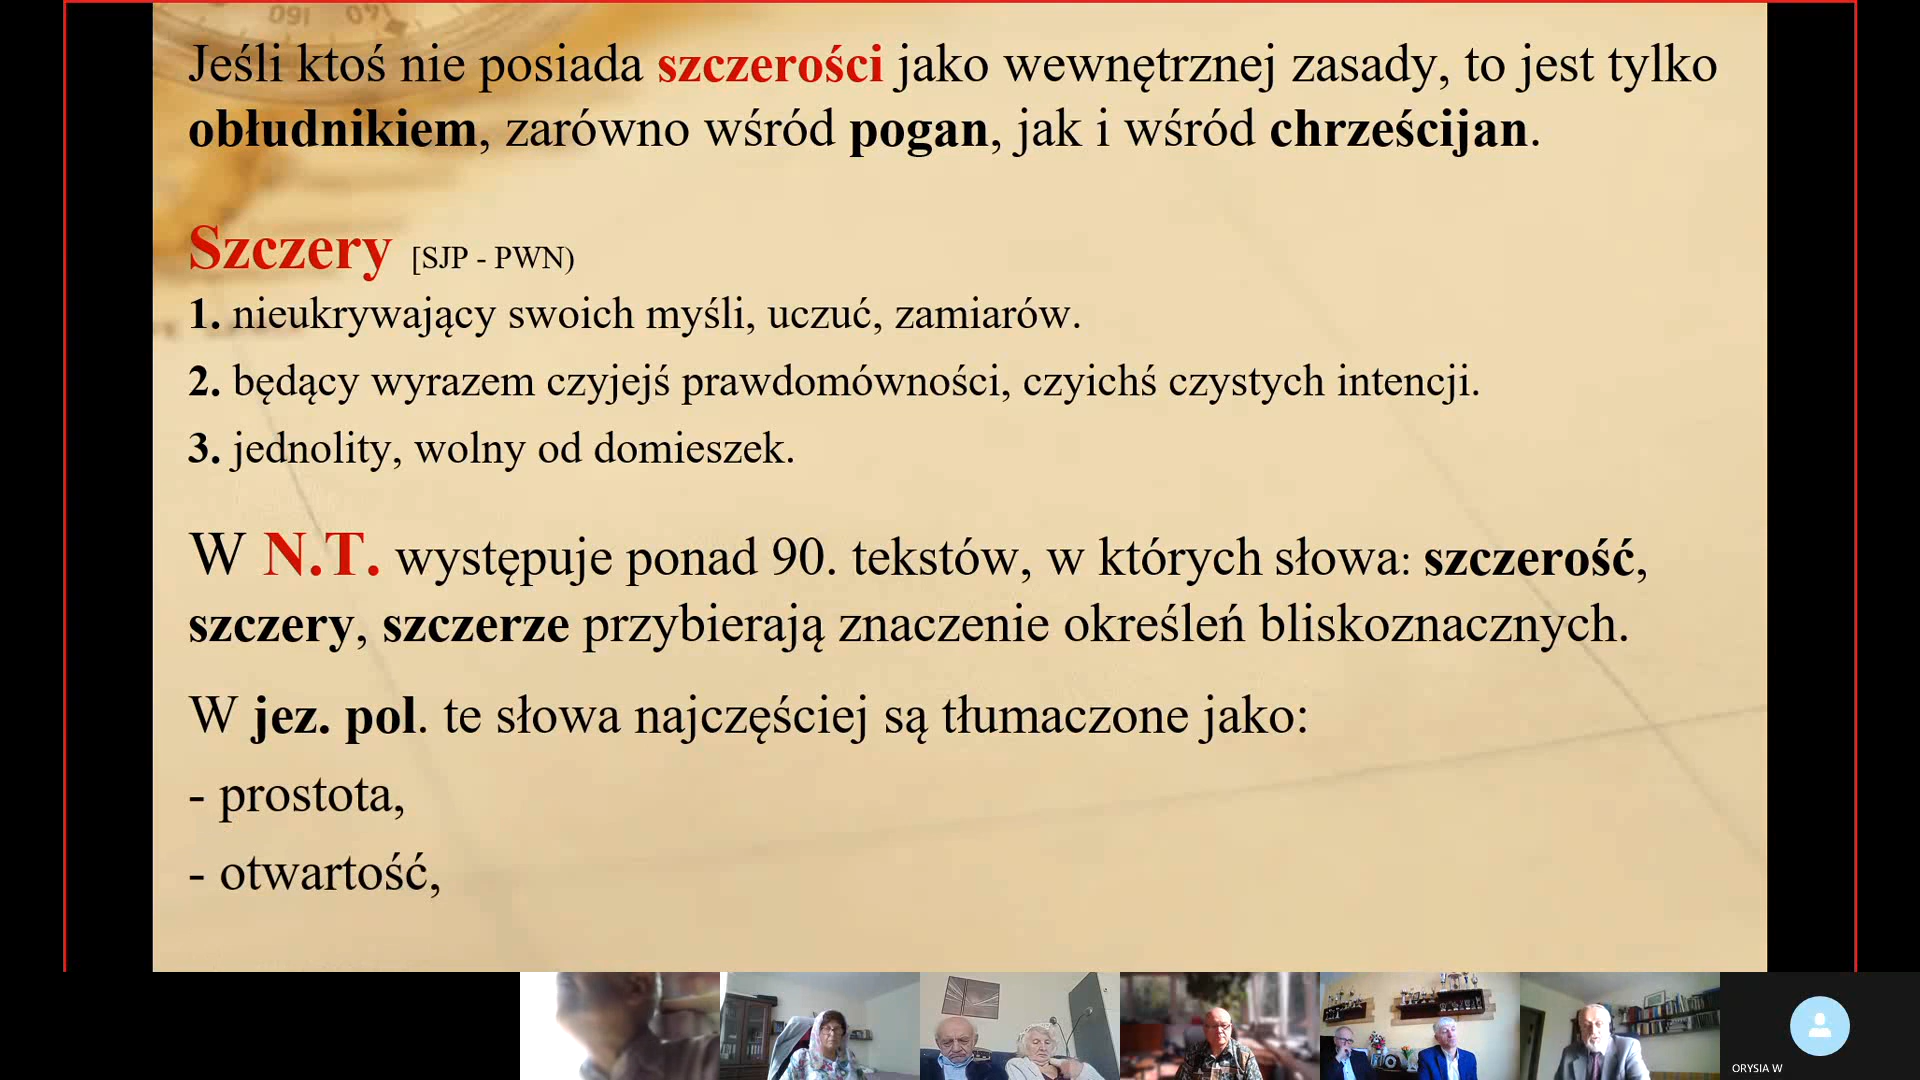 Jeśli ktoś nie posiada szczerości jako wewnętrznej zasady, to jest tylko
obłudnikiem, zarówno wśród pogan, jak i wśród chrześcijan.
Szczery [SJP - PWN)
1. nieukrywający swoich myśli, uczuć, zamiarów.
2. będący wyrazem czyjejś prawdomówności, czyichś czystych intencji.
3. jednolity, wolny od domieszek.
W N.T. występuje ponad 90. tekstów, w których słowa: szczerość,
szczery, szczerze przybierają znaczenie określeń bliskoznacznych.
W jez. pol. te słowa najczęściej są tłumaczone jako:
- prostota,
- otwartość,
ORYSIA W